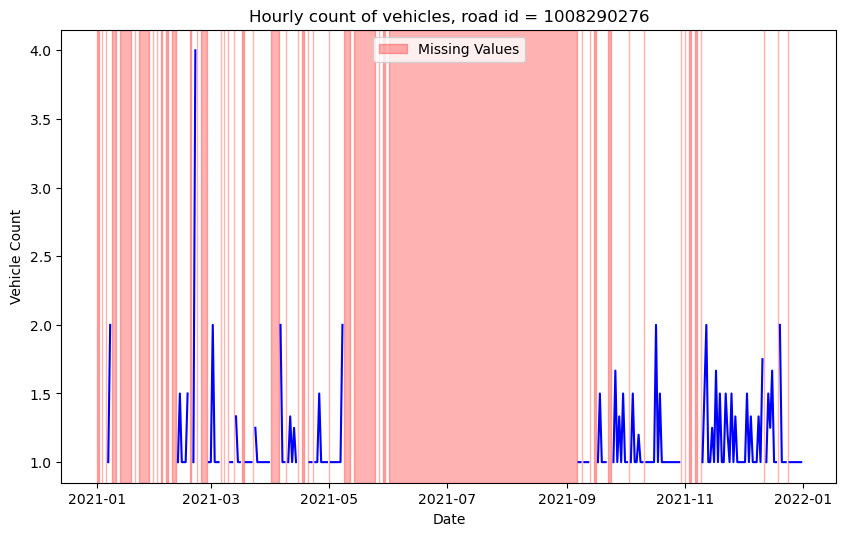 Hourly count of vehicles, road id = 1008290276
Missing Values
4.0
3.5
3.0
2.5
2.0
1.5
1.0
Vehicle Count
2021-01 2021-03 2021-05 2021-07 2021-09 2021-11 2022-01
Date